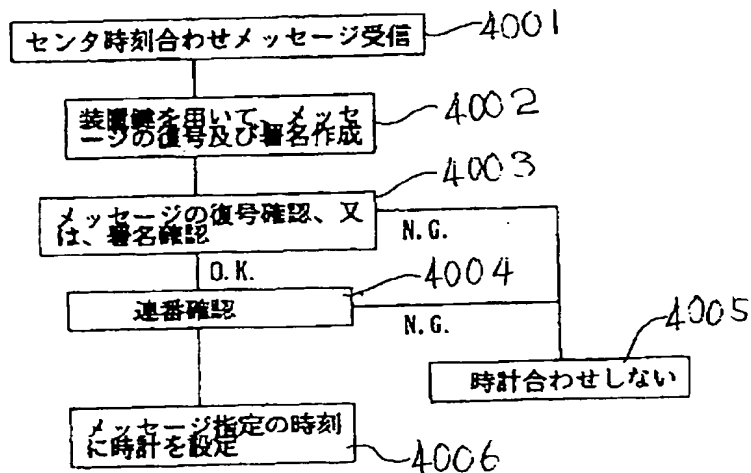 センタ時刻合わせメッセージ受信
4001
装置鍵を用いて、メッセ
ージの復号及び署名作成
4002
4003
メッセージの復号確認、又
は、署名確認
N.G.
O.K.
4004
連番確認
N.G.
4005
時計合わせしない
メッセージ指定の時刻
に時計を設定
4006